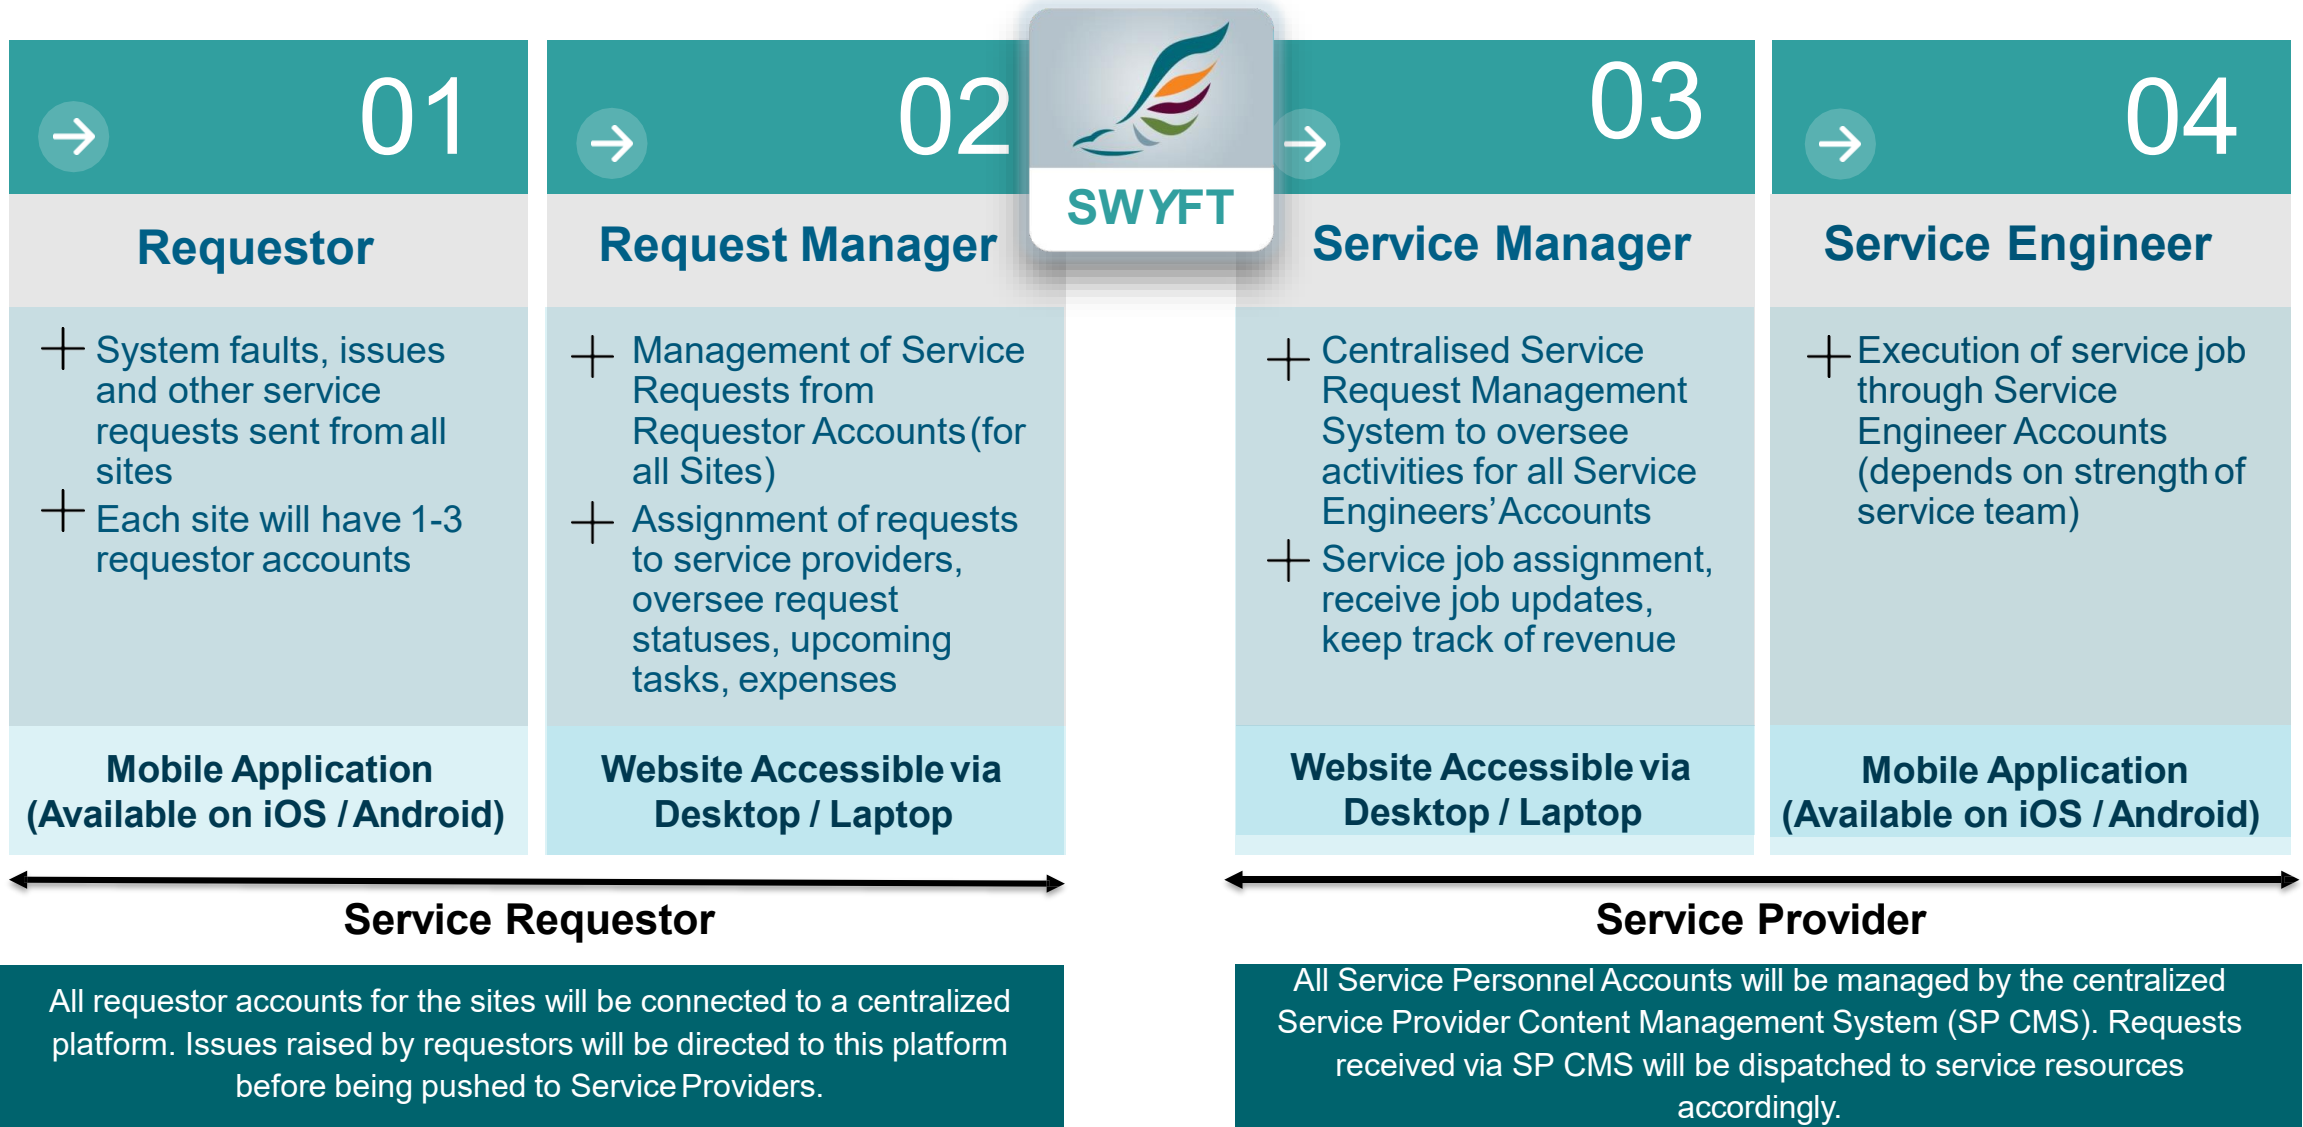 01
Requestor
System faults, issues
and other service
requests sent from all
sites
Each site will have 1-3
requestor accounts
Mobile Application
(Available on iOS / Android)
02
Request Manager
Management of Service
Requests from
Requestor Accounts (for
all Sites)
Assignment of requests
to service providers,
oversee request
statuses, upcoming
tasks, expenses
Website Accessible via
Desktop / Laptop
SWYFT
03
Service Manager
Centralised Service
Request Management
System to oversee
activities for all Service
Engineers’ Accounts
Service job assignment,
receive job updates,
keep track of revenue
Website Accessible via
Desktop / Laptop
04
Service Engineer
Execution of service job
through Service
Engineer Accounts
(depends on strength of
service team)
Mobile Application
(Available on iOS / Android)
Service Requestor
All requestor accounts for the sites will be connected to a centralized
platform. Issues raised by requestors will be directed to this platform
before being pushed to Service Providers.
Service Provider
All Service Personnel Accounts will be managed by the centralized
Service Provider Content Management System (SP CMS). Requests
received via SP CMS will be dispatched to service resources
accordingly.